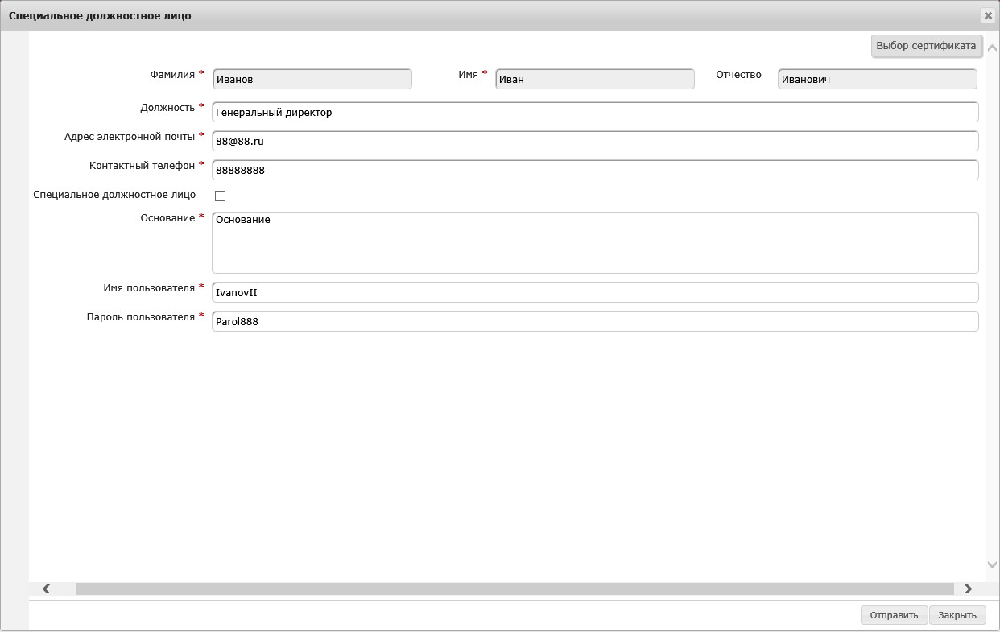 Специальное должностное лицо
Выбор сертификата
Фамилия * Иванов Имя * Иван Отчество Иванович
Должность * Генеральный директор
Адрес электронной почты * 88@88.ru
Контактный телефон * 88888888
Специальное должностное лицо
Основание * Основание
Имя пользователя * IvanovII
Пароль пользователя * Parol888
Отправить Закрыть